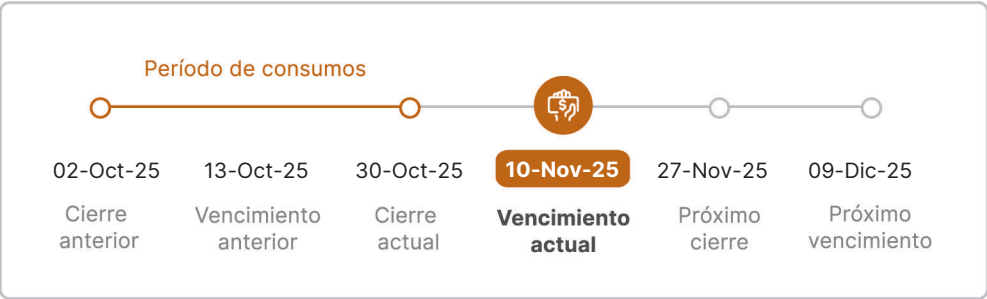 Período de consumos
$
02-Oct-25
13-Oct-25
30-Oct-25
10-Nov-25
27-Nov-25
09-Dic-25
Cierre
anterior
Vencimiento
anterior
Cierre
actual
Vencimiento
actual
Próximo
cierre
Próximo
vencimiento